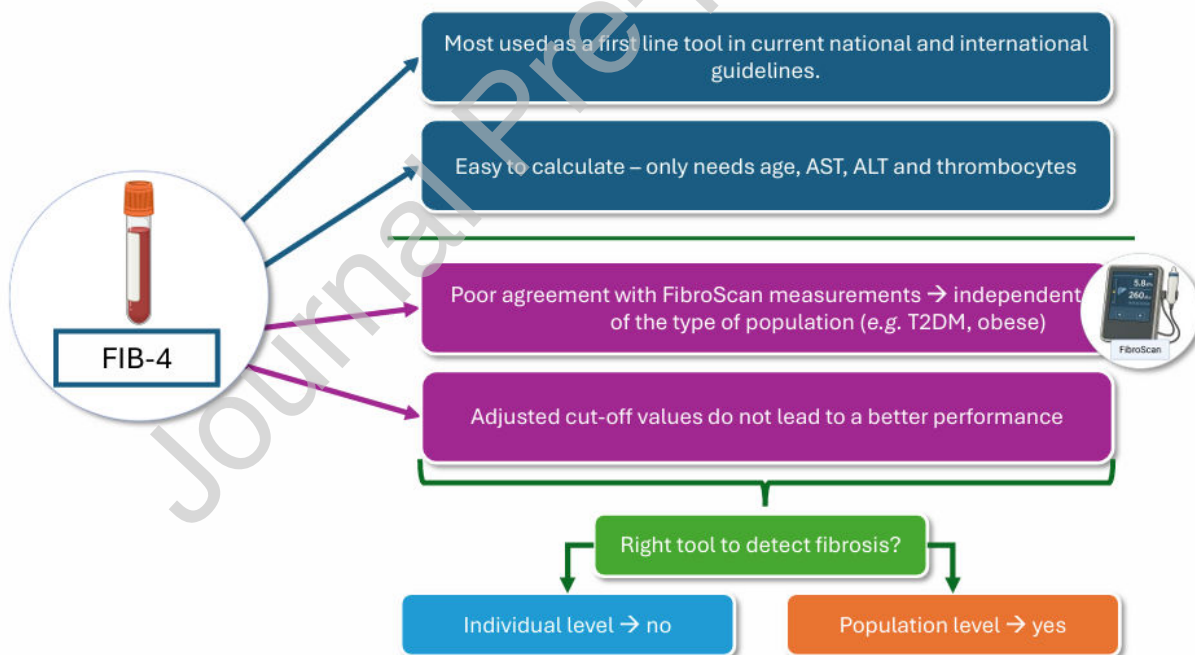 Most used as a first line tool in current national and international
guidelines.
Easy to calculate – only needs age, AST, ALT and thrombocytes
FIB-4
Poor agreement with FibroScan measurements → independent
of the type of population (e.g. T2DM, obese)
5.8
260
FibroScan
Adjusted cut-off values do not lead to a better performance
Right tool to detect fibrosis?
Individual level → no
Population level → yes
Journal Pre-